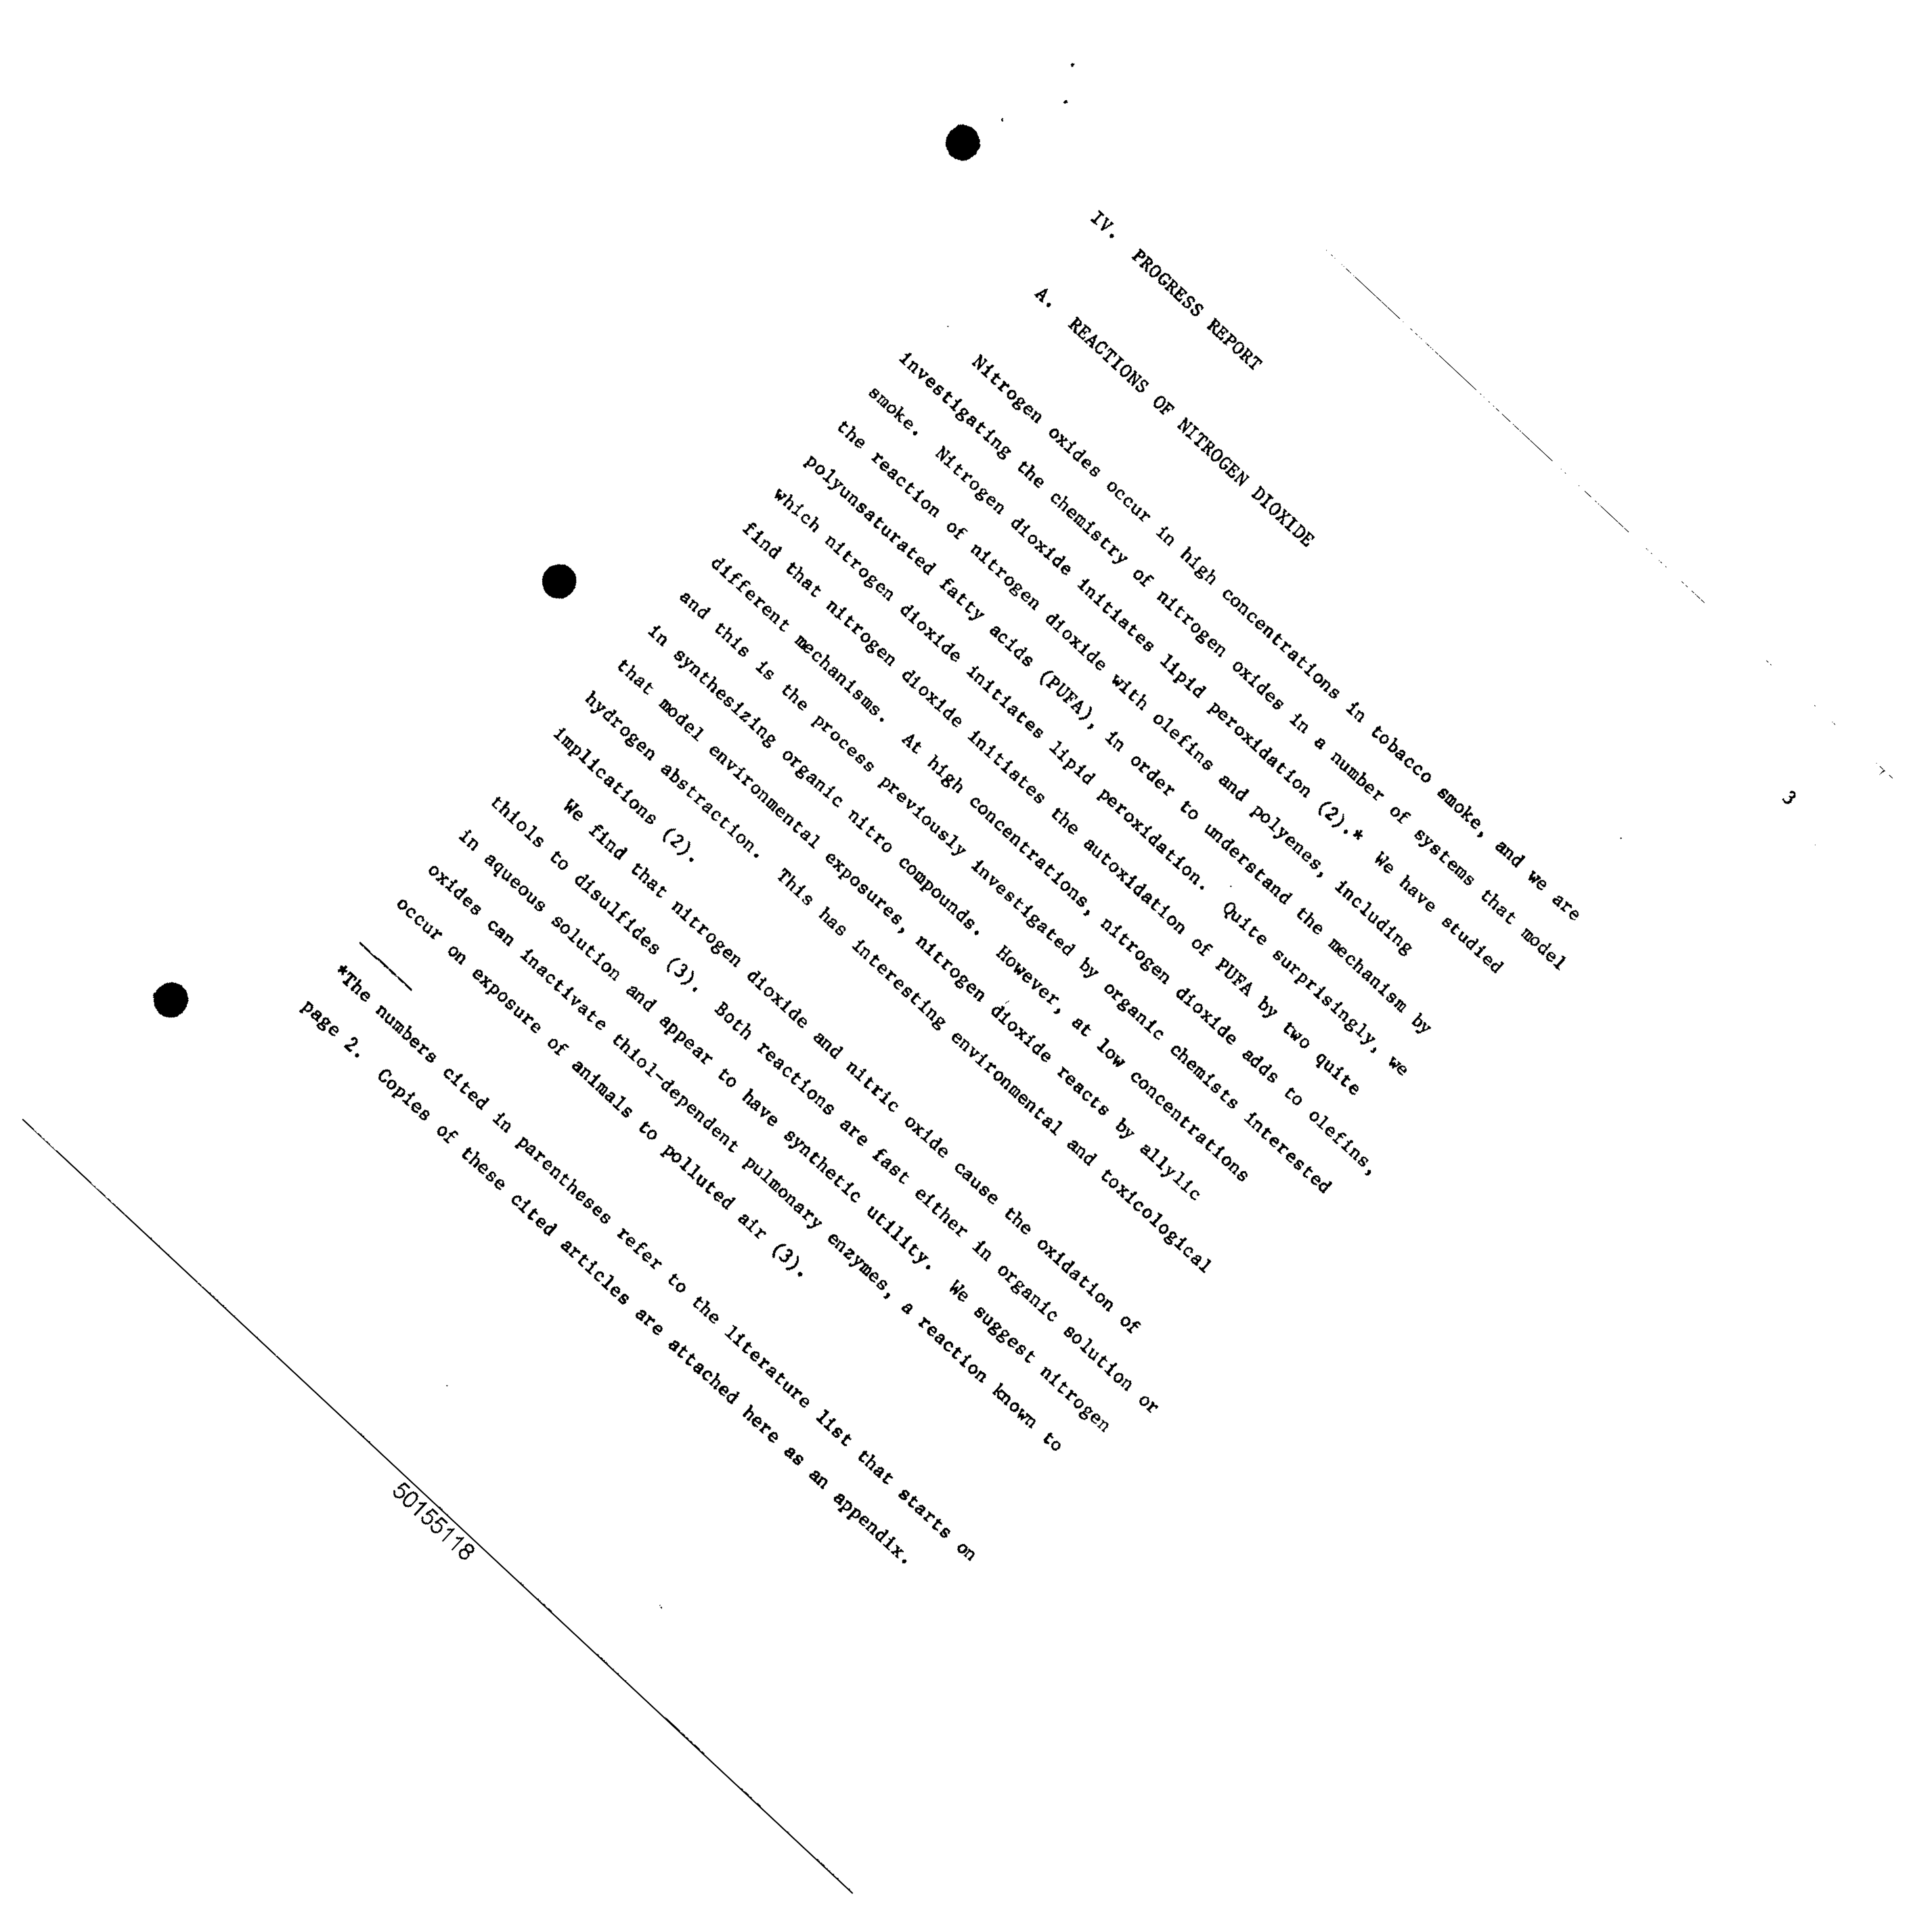 3
IV. PROGRESS REPORT
A. REACTIONS OF NITROGEN DIOXIDE
Nitrogen oxides occur in high concentrations in tobacco smoke, and we are
investigating the chemistry of nitrogen oxides in a number of systems that model
smoke. Nitrogen dioxide initiates lipid peroxidation (2).* We have studied
the reaction of nitrogen dioxide with olefins and polyenes, including
polyunsaturated fatty acids (PUFA), in order to understand the mechanism by
which nitrogen dioxide initiates lipid peroxidation. Quite surprisingly, we
find that nitrogen dioxide initiates the autoxidation of PUFA by two quite
different mechanisms. At high concentrations, nitrogen dioxide adds to olefins,
and this is the process previously investigated by organic chemists interested
in synthesizing organic nitro compounds. However, at low concentrations
that model environmental exposures, nitrogen dioxide reacts by allylic
hydrogen abstraction. This has interesting environmental and toxicological
implications (2).
We find that nitrogen dioxide and nitric oxide cause the oxidation of
thiols to disulfides (3). Both reactions are fast either in organic solution or
in aqueous solution and appear to have synthetic utility. We suggest nitrogen
oxides can inactivate thiol-dependent pulmonary enzymes, a reaction known to
occur on exposure of animals to polluted air (3).
*The numbers cited in parentheses refer to the literature list that starts on
page 2. Copies of these cited articles are attached here as an appendix.
50155118